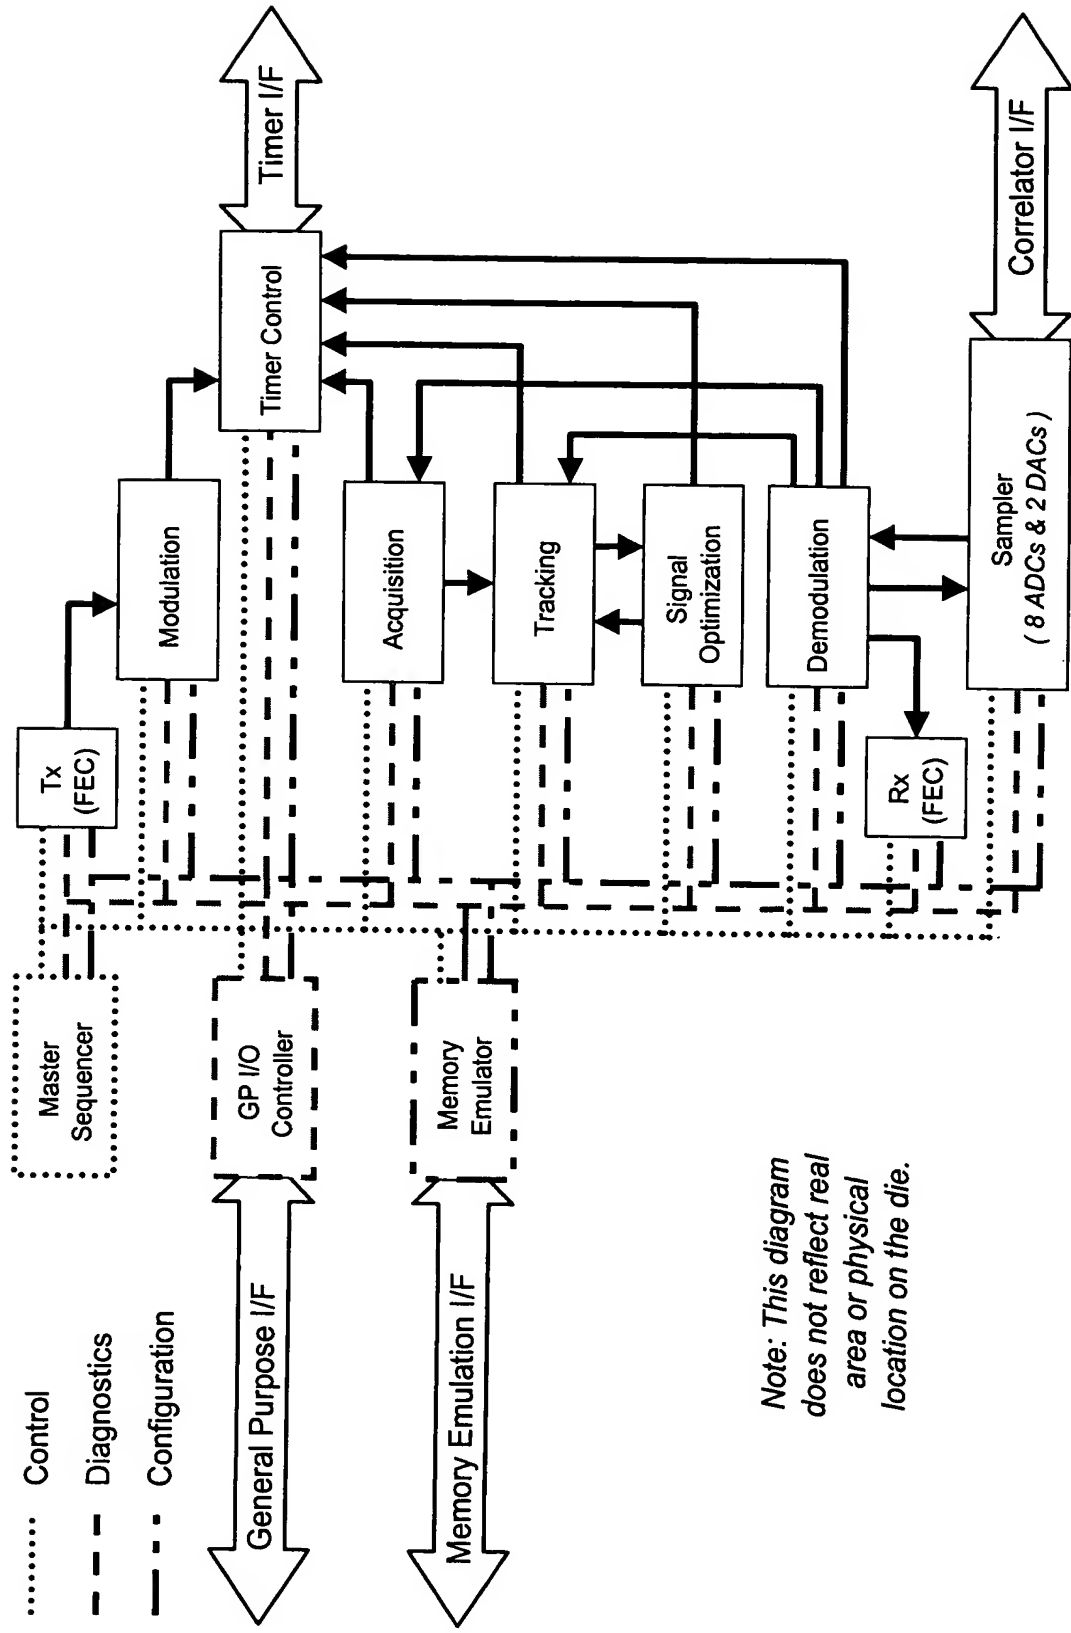 Control
Diagnostics
Configuration
Master
Sequencer
Tx
(FEC)
Modulation
General Purpose I/F
GP I/O
Controller
Timer Control
Timer I/F
Memory Emulation I/F
Memory
Emulator
Acquisition
Tracking
Signal
Optimization
Demodulation
Rx
(FEC)
Sampler
( 8 ADCs & 2 DACs )
Correlator I/F
Note: This diagram
does not reflect real
area or physical
location on the die.